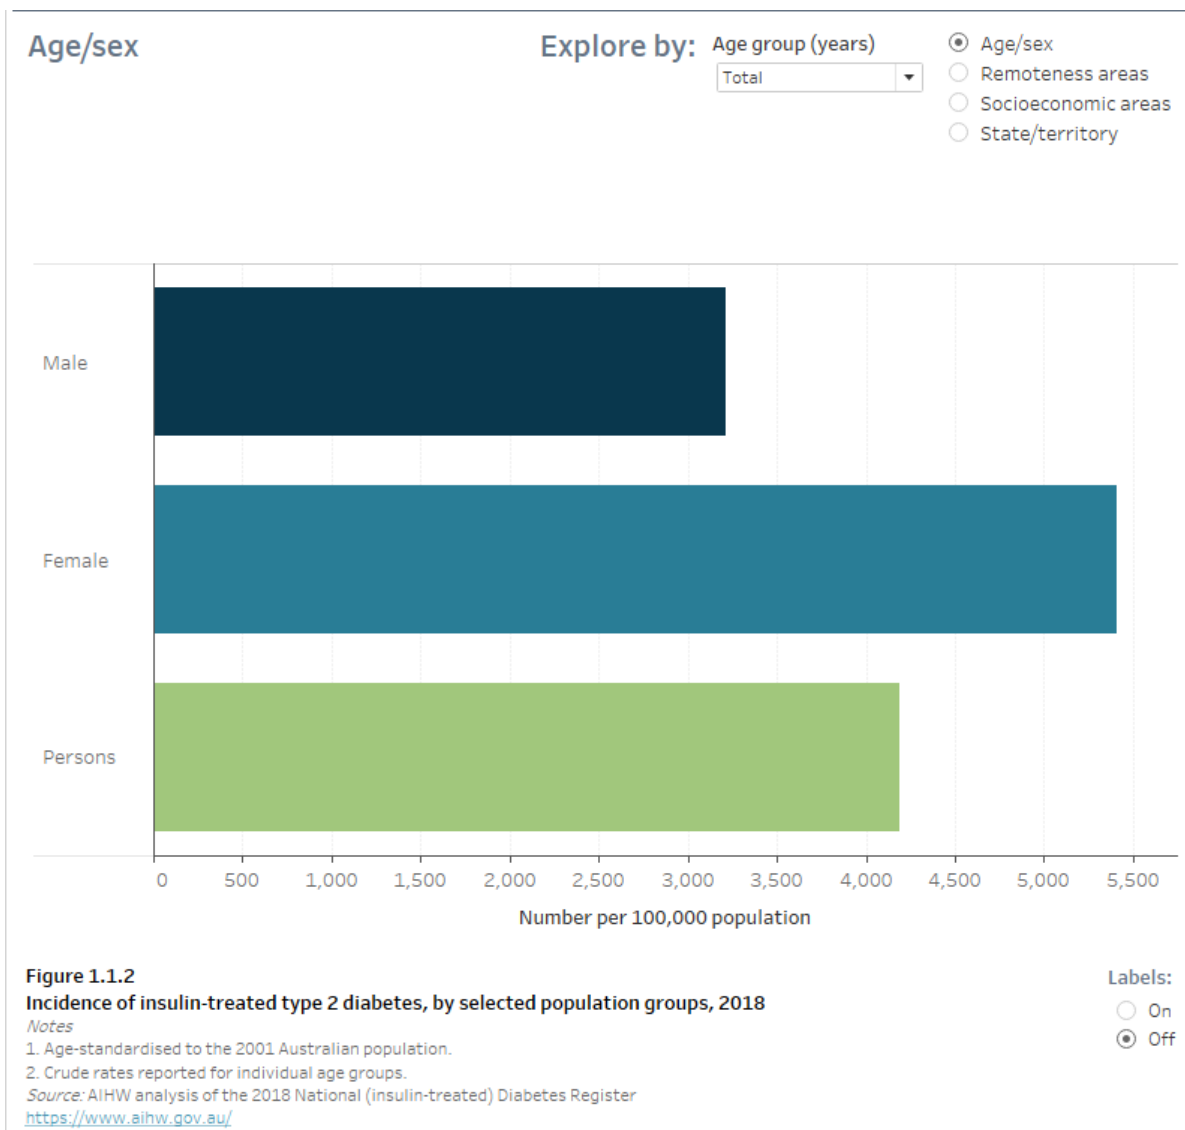 Age/sex
Explore by:
Age group (years)
Total
Age/sex
Remoteness areas
Socioeconomic areas
State/territory
Male
Female
Persons
0 500 1,000 1,500 2,000 2,500 3,000 3,500 4,000 4,500 5,000 5,500
Number per 100,000 population
Figure 1.1.2
Incidence of insulin-treated type 2 diabetes, by selected population groups, 2018
Notes
1. Age-standardised to the 2001 Australian population.
2. Crude rates reported for individual age groups.
Source: AIHW analysis of the 2018 National (insulin-treated) Diabetes Register
https://www.aihw.gov.au/
Labels:
On
Off